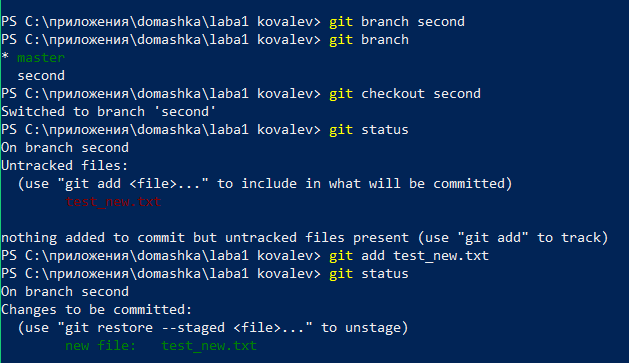 PS C:\приложения\domashka\laba1 kovalev> git branch second
PS C:\приложения\domashka\laba1 kovalev> git branch
* master
  second
PS C:\приложения\domashka\laba1 kovalev> git checkout second
Switched to branch 'second'
PS C:\приложения\domashka\laba1 kovalev> git status
On branch second
Untracked files:
  (use "git add <file>..." to include in what will be committed)
        test_new.txt

nothing added to commit but untracked files present (use "git add" to track)
PS C:\приложения\domashka\laba1 kovalev> git add test_new.txt
PS C:\приложения\domashka\laba1 kovalev> git status
On branch second
Changes to be committed:
  (use "git restore --staged <file>..." to unstage)
        new file:   test_new.txt